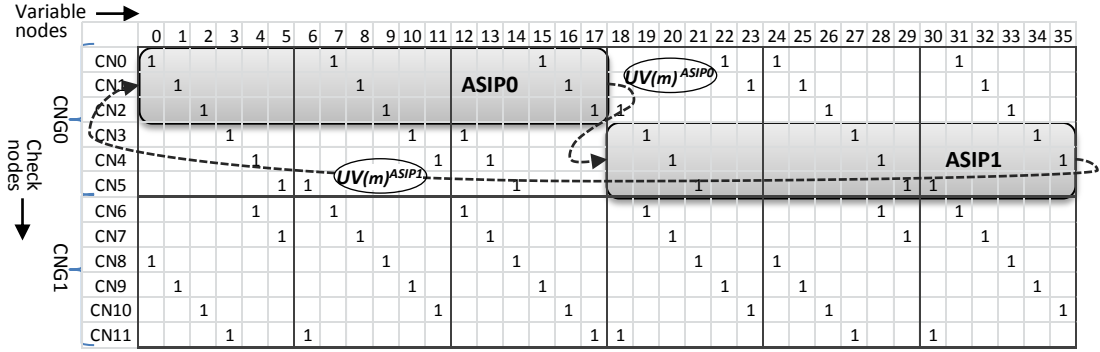 Variable
nodes
0 1 2 3 4 5 6 7 8 9 10 11 12 13 14 15 16 17 18 19 20 21 22 23 24 25 26 27 28 29 30 31 32 33 34 35
CN0 1 1 1 1 1 1
CN1 1 1 ASIP0 1 UV(m)ASIP0 1 1 1
CN2 1 1 1 1 1 1
CNG0
CN3 1 1 1 1 1 1
Check
nodes
CN4 1 1 1 1 1 ASIP1 1
UV(m)ASIP1
CN5 1 1 1 1 1 1
CN6 1 1 1 1 1 1
CN7 1 1 1 1 1 1
CN8 1 1 1 1 1 1
CNG1
CN9 1 1 1 1 1 1
CN10 1 1 1 1 1 1
CN11 1 1 1 1 1 1